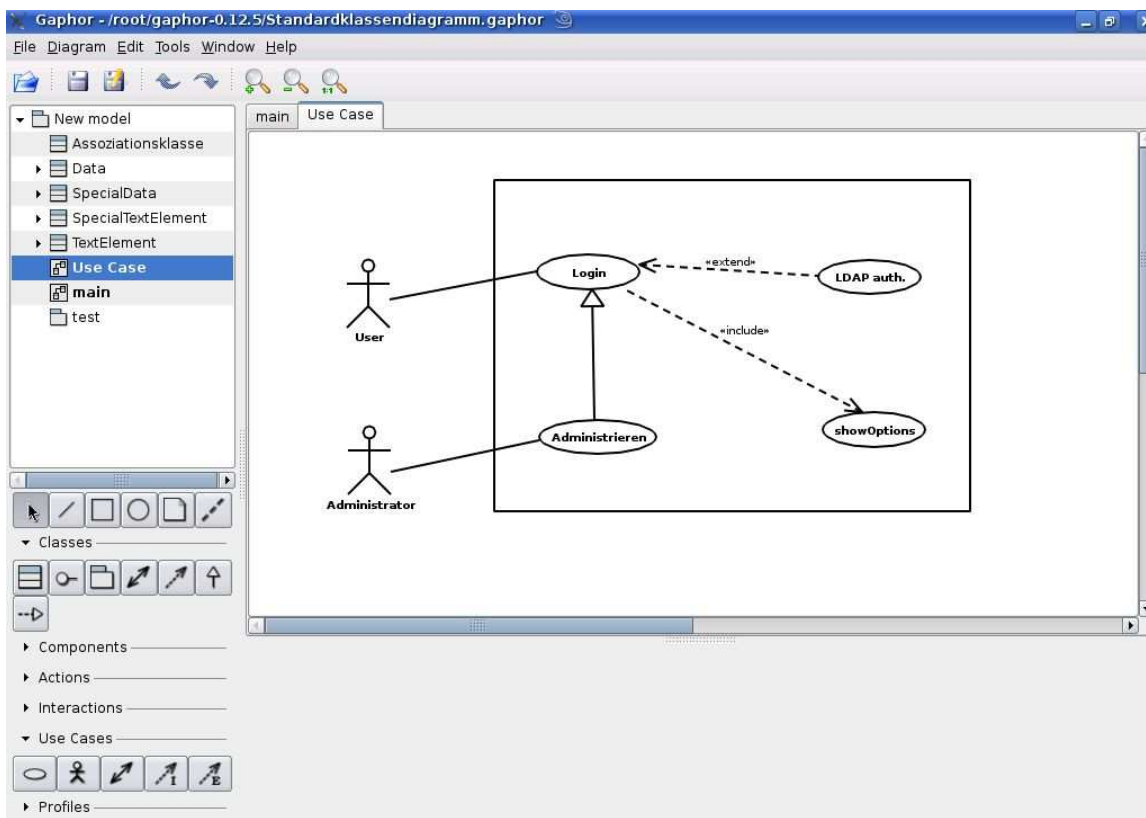 Gaphor - /root/gaphor-0.12.5/Standardklassendiagramm.gaphor
File Diagram Edit Tools Window Help
New model
Assoziationsklasse
Data
SpecialData
SpecialTextElement
TextElement
Use Case
main
test
main Use Case
Login
«extend»
LDAP auth.
User
«include»
Administrieren
showOptions
Administrator
Classes
Components
Actions
Interactions
Use Cases
I E
Profiles